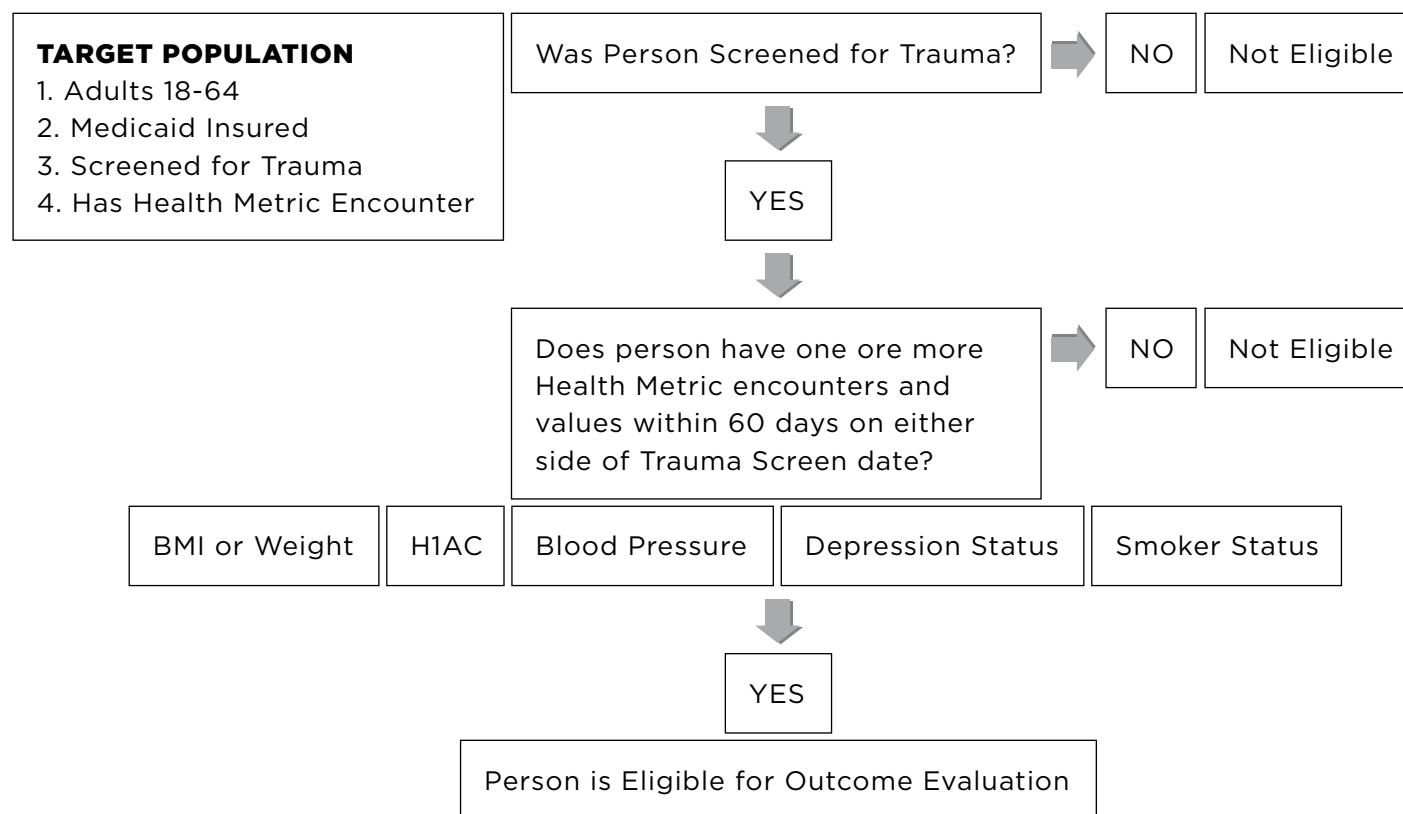 TARGET POPULATION
1. Adults 18-64
2. Medicaid Insured
3. Screened for Trauma
4. Has Health Metric Encounter
Was Person Screened for Trauma?
NO
Not Eligible
YES
Does person have one ore more
Health Metric encounters and
values within 60 days on either
side of Trauma Screen date?
NO
Not Eligible
BMI or Weight
H1AC
Blood Pressure
Depression Status
Smoker Status
YES
Person is Eligible for Outcome Evaluation